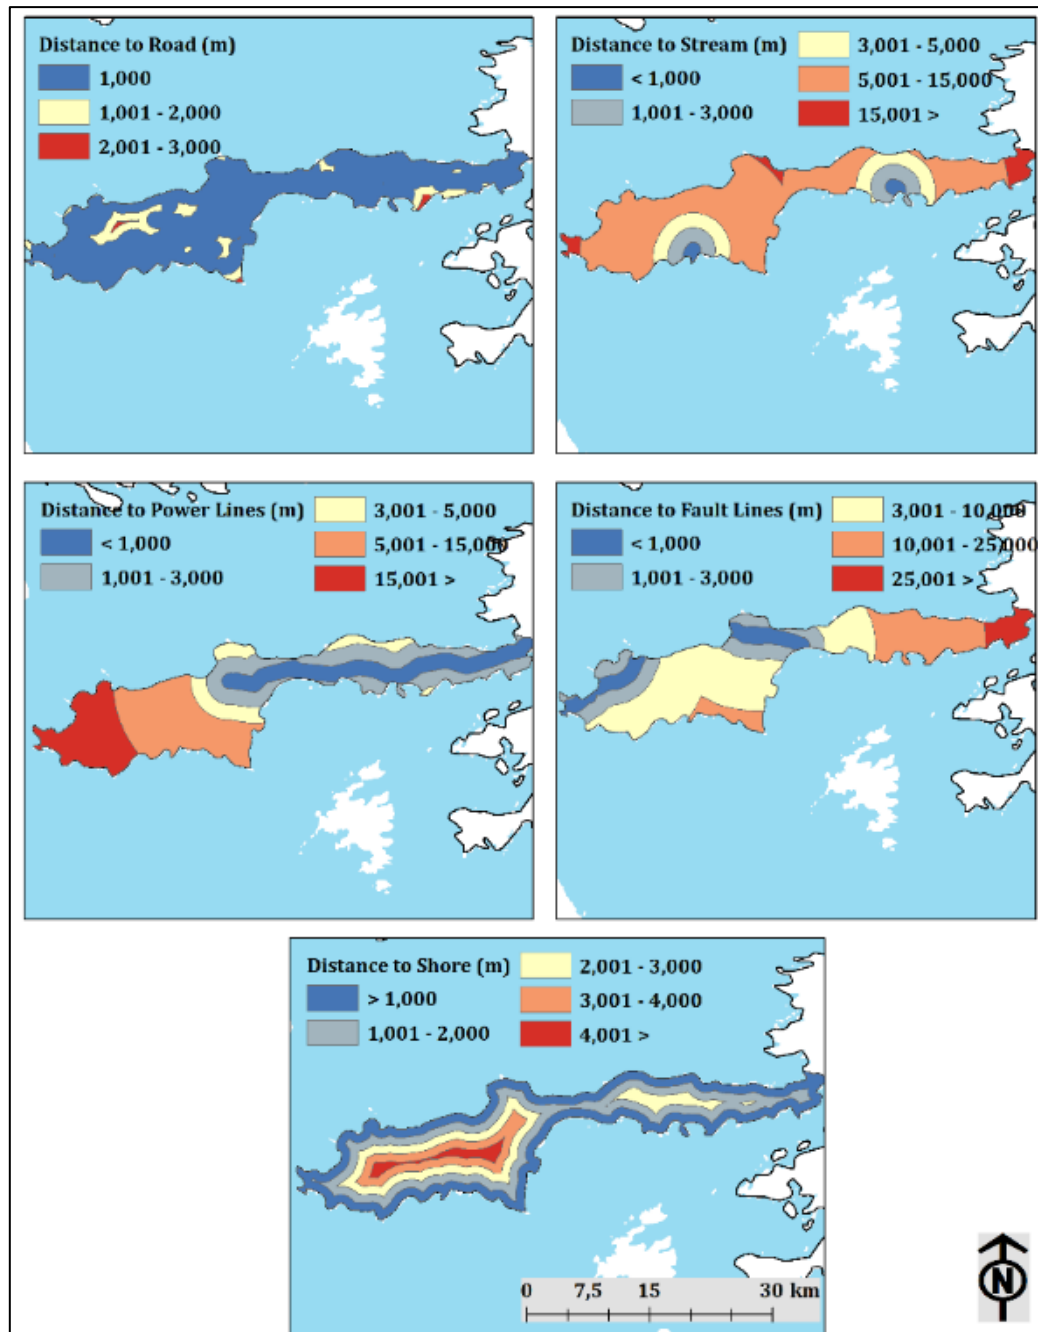 Distance to Road (m)
1,000
1,001 - 2,000
2,001 - 3,000
Distance to Stream (m)
< 1,000
1,001 - 3,000
3,001 - 5,000
5,001 - 15,000
15,001 >
Distance to Power Lines (m)
< 1,000
1,001 - 3,000
3,001 - 5,000
5,001 - 15,000
15,001 >
Distance to Fault Lines (m)
< 1,000
1,001 - 3,000
3,001 - 10,000
10,001 - 25,000
25,001 >
Distance to Shore (m)
> 1,000
1,001 - 2,000
2,001 - 3,000
3,001 - 4,000
4,001 >
0 7,5 15 30 km
N